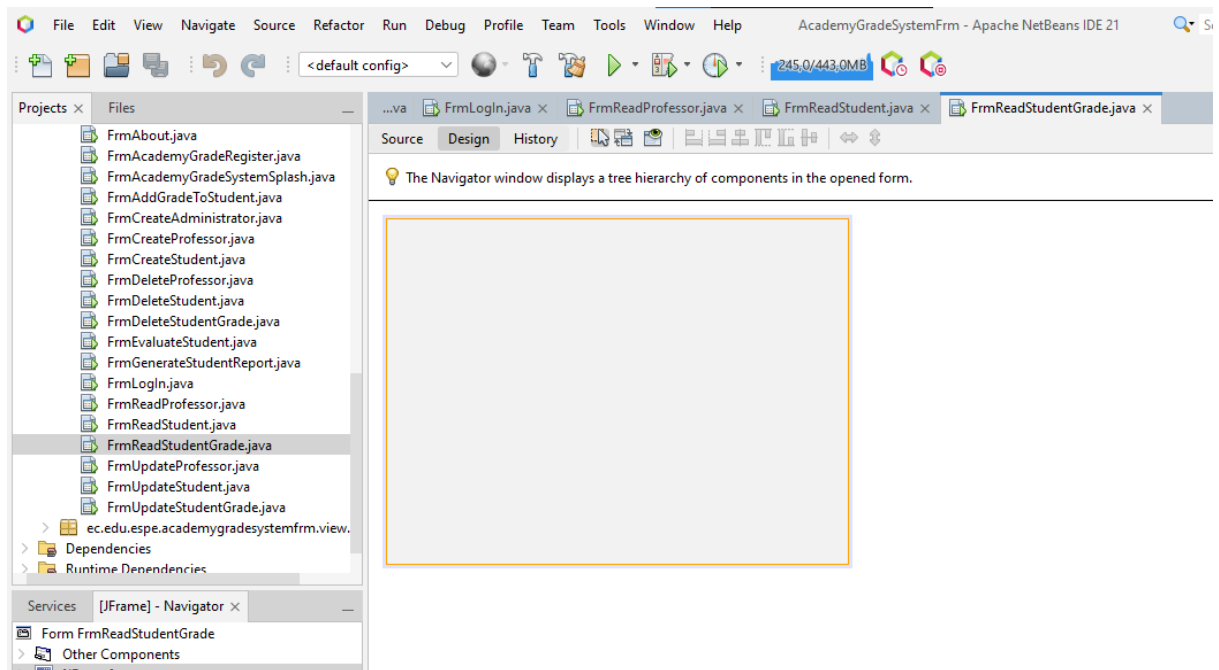 File Edit View Navigate Source Refactor Run Debug Profile Team Tools Window Help AcademyGradeSystemFrm - Apache NetBeans IDE 21
<default config> 245,0/443,0MB
Projects Files
...va FrmLogIn.java FrmReadProfessor.java FrmReadStudent.java FrmReadStudentGrade.java
Source Design History
The Navigator window displays a tree hierarchy of components in the opened form.
FrmAbout.java
FrmAcademyGradeRegister.java
FrmAcademyGradeSystemSplash.java
FrmAddGradeToStudent.java
FrmCreateAdministrator.java
FrmCreateProfessor.java
FrmCreateStudent.java
FrmDeleteProfessor.java
FrmDeleteStudent.java
FrmDeleteStudentGrade.java
FrmEvaluateStudent.java
FrmGenerateStudentReport.java
FrmLogIn.java
FrmReadProfessor.java
FrmReadStudent.java
FrmReadStudentGrade.java
FrmUpdateProfessor.java
FrmUpdateStudent.java
FrmUpdateStudentGrade.java
ec.edu.espe.academygradesystemfrm.view.
Dependencies
Runtime Dependencies
Services [JFrame] - Navigator
Form FrmReadStudentGrade
Other Components